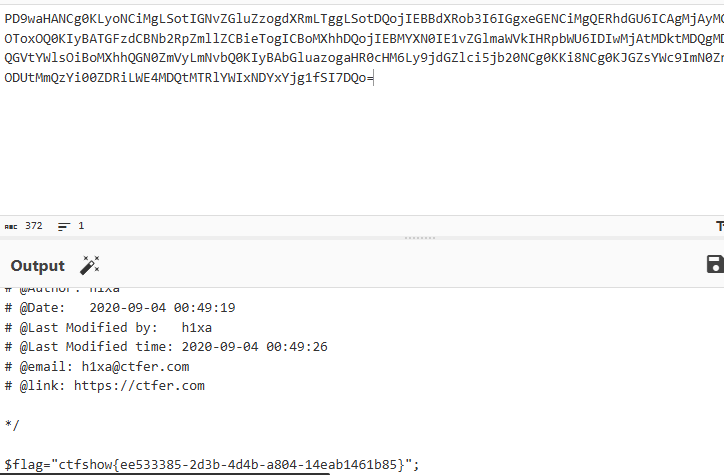 PD9waHANCg0KLyoNCiMgLSotIGNvZGluZzogdXRmLTggLSotDQojIEBBdXRob3I6IGgxeGENCiMgQERhdGU6ICAgMjAyMC
OToxOQ0KIyBATGFzdCBNb2RpZmllZCBieTogICBoMXhhDQojIEBMYXN0IE1vZGlmaWVkIHRpbWU6IDIwMjAtMDktMDQgMD
QGVtYWlsOiBoMXhhQGN0ZmVyLmNvbQ0KIyBAbGluazogaHR0cHM6Ly9jdGZlci5jb20NCg0KKi8NCg0KJGZsYWc9ImN0Zn
ODUtMmQzYi00ZDRiLWE4MDQtMTRlYWIxNDYxYjg1fSI7DQo=
ABC 372 1
Output
# @Author: h1xa
# @Date:   2020-09-04 00:49:19
# @Last Modified by:   h1xa
# @Last Modified time: 2020-09-04 00:49:26
# @email: h1xa@ctfer.com
# @link: https://ctfer.com
*/
$flag="ctfshow{ee533385-2d3b-4d4b-a804-14eab1461b85}";